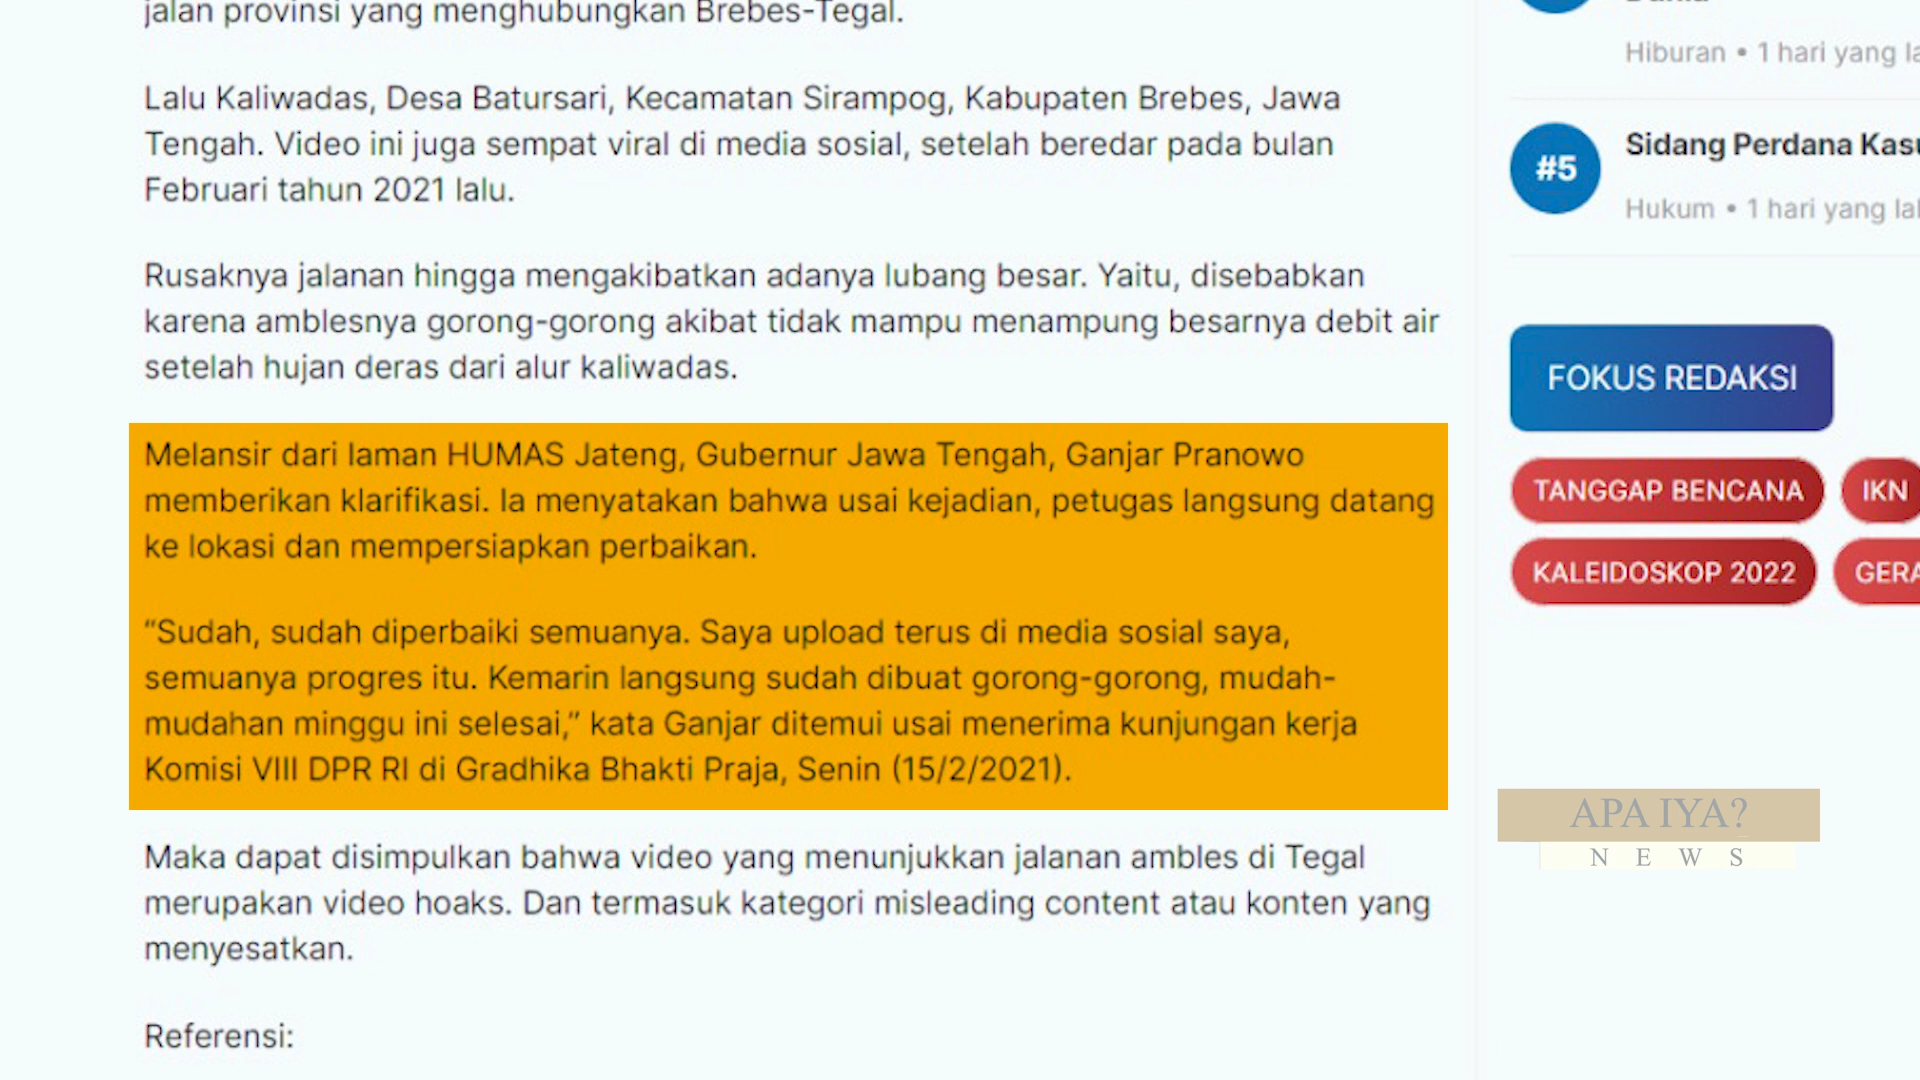 jalan provinsi yang menghubungkan Brebes-Tegal.
Lalu Kaliwadas, Desa Batursari, Kecamatan Sirampog, Kabupaten Brebes, Jawa
Tengah. Video ini juga sempat viral di media sosial, setelah beredar pada bulan
Februari tahun 2021 lalu.
Rusaknya jalanan hingga mengakibatkan adanya lubang besar. Yaitu, disebabkan
karena amblesnya gorong-gorong akibat tidak mampu menampung besarnya debit air
setelah hujan deras dari alur kaliwadas.
Melansir dari laman HUMAS Jateng, Gubernur Jawa Tengah, Ganjar Pranowo
memberikan klarifikasi. Ia menyatakan bahwa usai kejadian, petugas langsung datang
ke lokasi dan mempersiapkan perbaikan.
“Sudah, sudah diperbaiki semuanya. Saya upload terus di media sosial saya,
semuanya progres itu. Kemarin langsung sudah dibuat gorong-gorong, mudah-
mudahan minggu ini selesai,” kata Ganjar ditemui usai menerima kunjungan kerja
Komisi VIII DPR RI di Gradhika Bhakti Praja, Senin (15/2/2021).
Maka dapat disimpulkan bahwa video yang menunjukkan jalanan ambles di Tegal
merupakan video hoaks. Dan termasuk kategori misleading content atau konten yang
menyesatkan.
Referensi:
Hiburan • 1 hari yang
#5
Sidang Perdana
Hukum • 1 hari yang
FOKUS REDAKSI
TANGGAP BENCANA
IKN
KALEIDOSKOP 2022
APA IYA?
NEWS